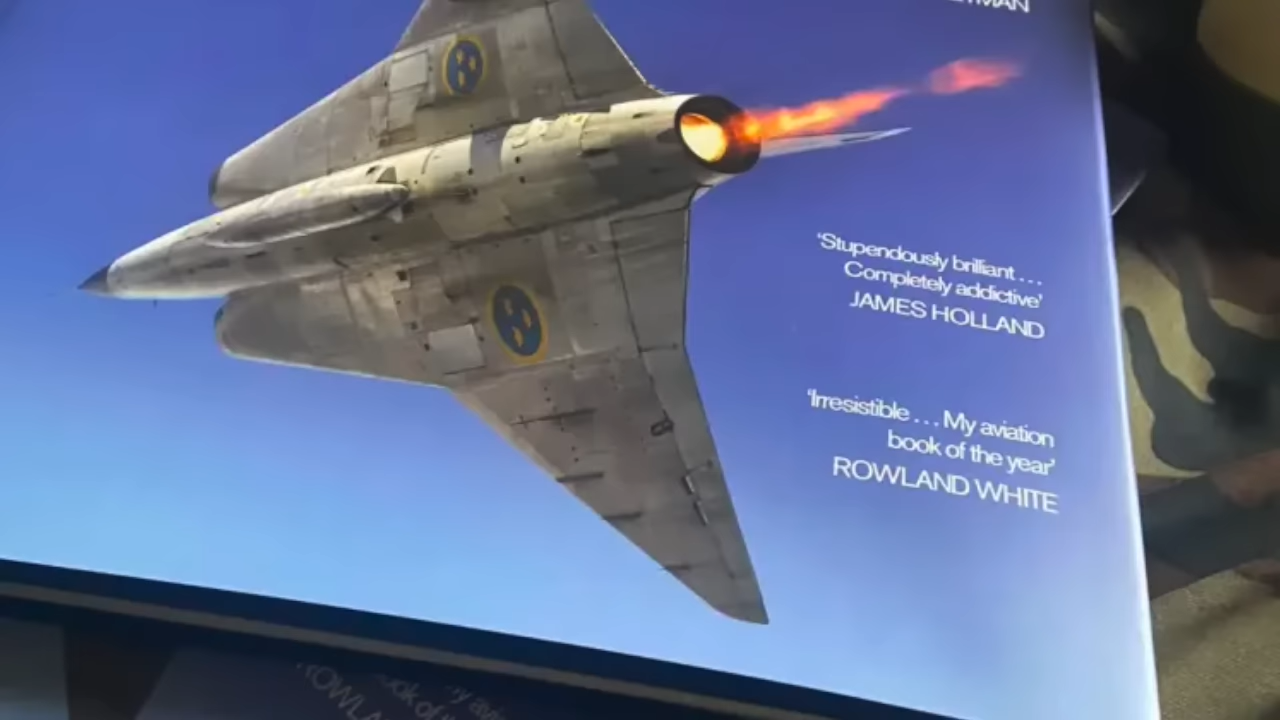 ‘Stupendously brilliant...
Completely addictive’
JAMES HOLLAND
‘Irresistible... My aviation
book of the year’
ROWLAND WHITE